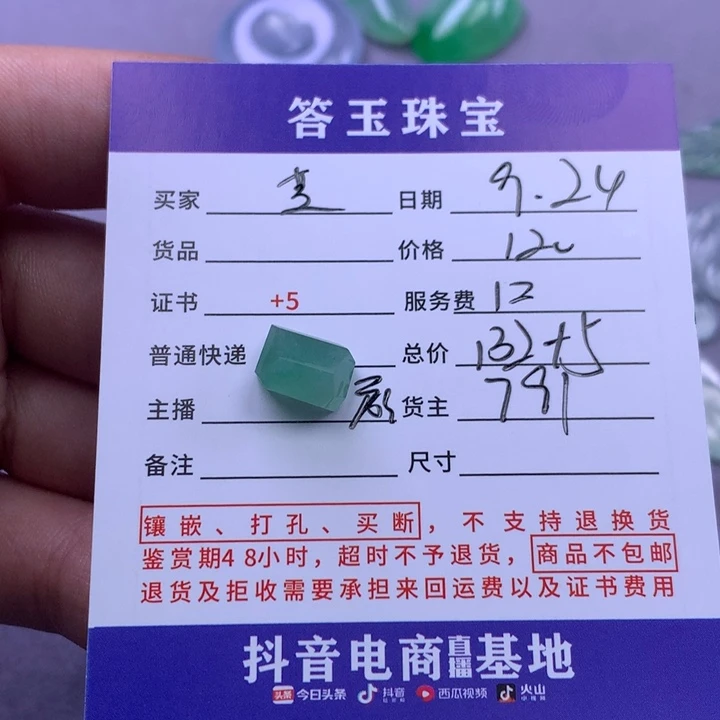 答玉珠宝
买家 日期 9.24
货品 价格 120
证书 +5 服务费 12
普通快递 总价 132+5
主播 货主 791
备注 尺寸
镶嵌、打孔、买断，不支持退换货
鉴赏期48小时，超时不予退货，商品不包邮
退货及拒收需要承担来回运费以及证书费用
抖音电商直播基地
头条 今日头条 抖音 西瓜视频 火山